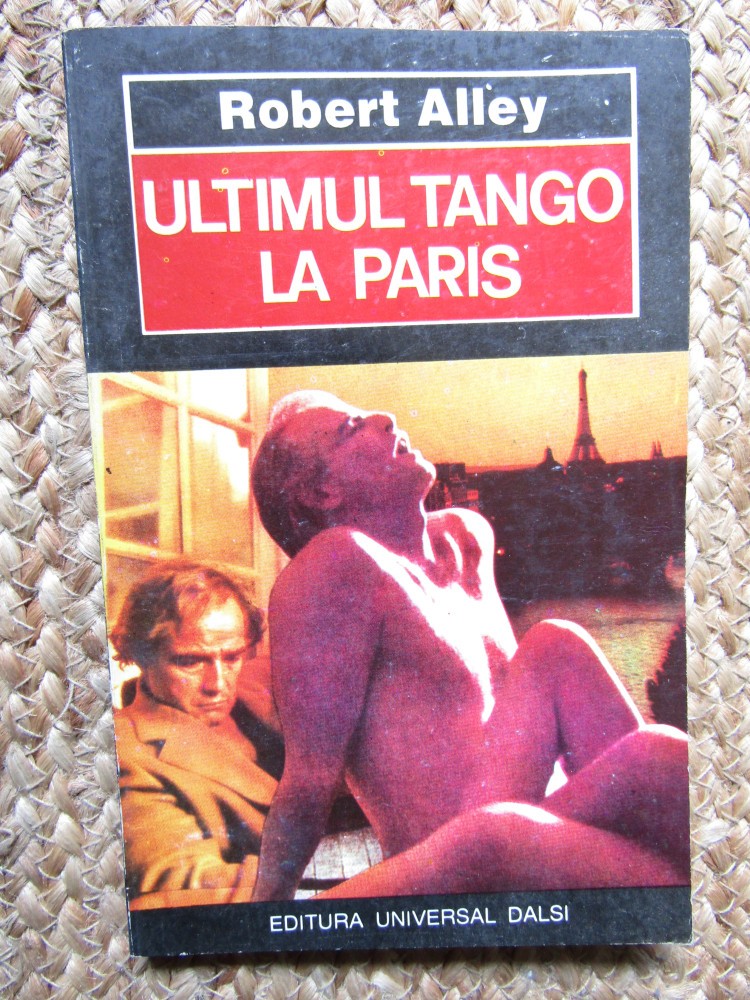 Robert Alley
ULTIMUL TANGO
LA PARIS
EDITURA UNIVERSAL DALSI